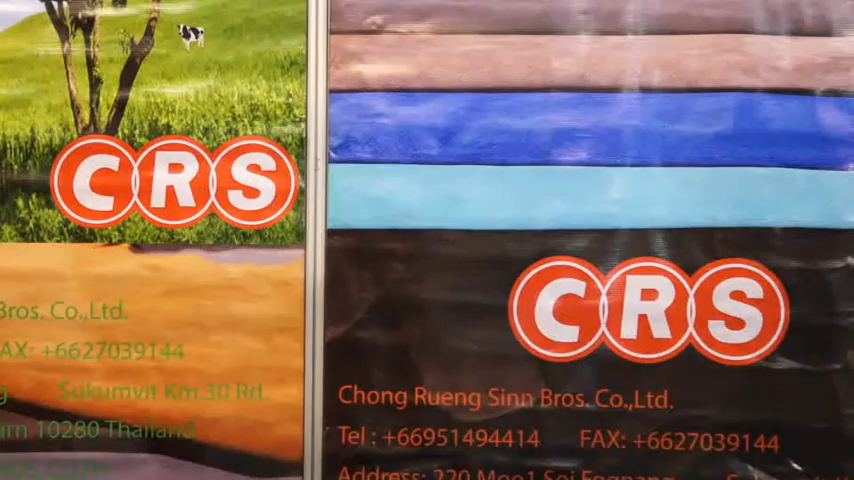 CRS
Bros. Co.,Ltd.
AX: +6627039144
Sukumvit Km.30 Rd.
10280 Thailand
CRS
Chong Rueng Sinn Bros. Co.,Ltd.
Tel : +66951494414 FAX: +6627039144
Address: 220 Moo1 Soi